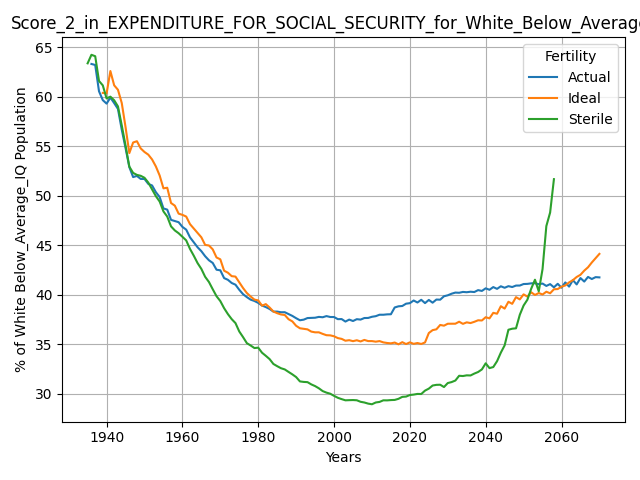 Score_2_in_EXPENDITURE_FOR_SOCIAL_SECURITY_for_White_Below_Average
Fertility
Actual
Ideal
Sterile
% of White Below_Average_IQ Population
65
60
55
50
45
40
35
30
1940
1960
1980
2000
2020
2040
2060
Years